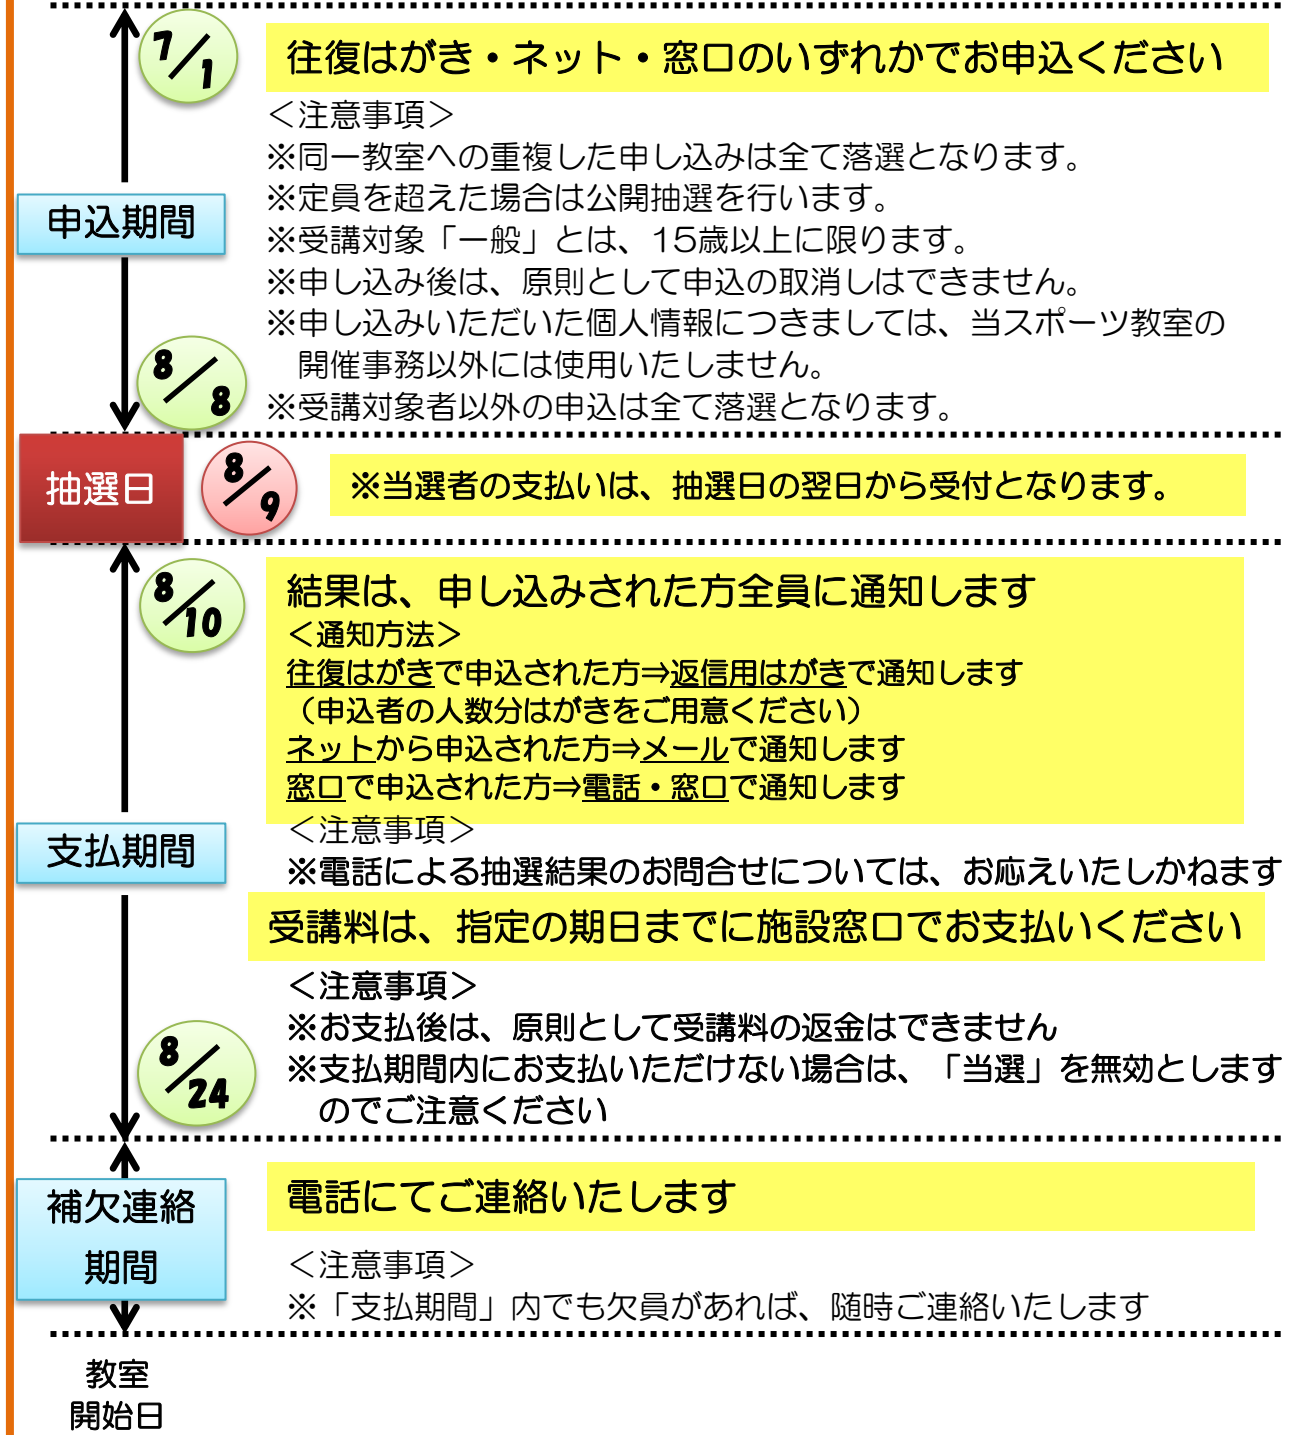 7/1
往復はがき・ネット・窓口のいずれかでお申込ください
＜注意事項＞
※同一教室への重複した申し込みは全て落選となります。
※定員を超えた場合は公開抽選を行います。
申込期間
※受講対象「一般」とは、15歳以上に限ります。
※申し込み後は、原則として申込の取消しはできません。
※申し込みいただいた個人情報につきましては、当スポーツ教室の
開催事務以外には使用いたしません。
8/8
※受講対象者以外の申込は全て落選となります。
抽選日
8/9
※当選者の支払いは、抽選日の翌日から受付となります。
8/10
結果は、申し込みされた方全員に通知します
＜通知方法＞
往復はがきで申込された方⇒返信用はがきで通知します
（申込者の人数分はがきをご用意ください）
ネットから申込された方⇒メールで通知します
窓口で申込された方⇒電話・窓口で通知します
＜注意事項＞
支払期間
※電話による抽選結果のお問合せについては、お応えいたしかねます
受講料は、指定の期日までに施設窓口でお支払いください
＜注意事項＞
※お支払後は、原則として受講料の返金はできません
8/24
※支払期間内にお支払いただけない場合は、「当選」を無効とします
のでご注意ください
補欠連絡
期間
電話にてご連絡いたします
＜注意事項＞
※「支払期間」内でも欠員があれば、随時ご連絡いたします
教室
開始日